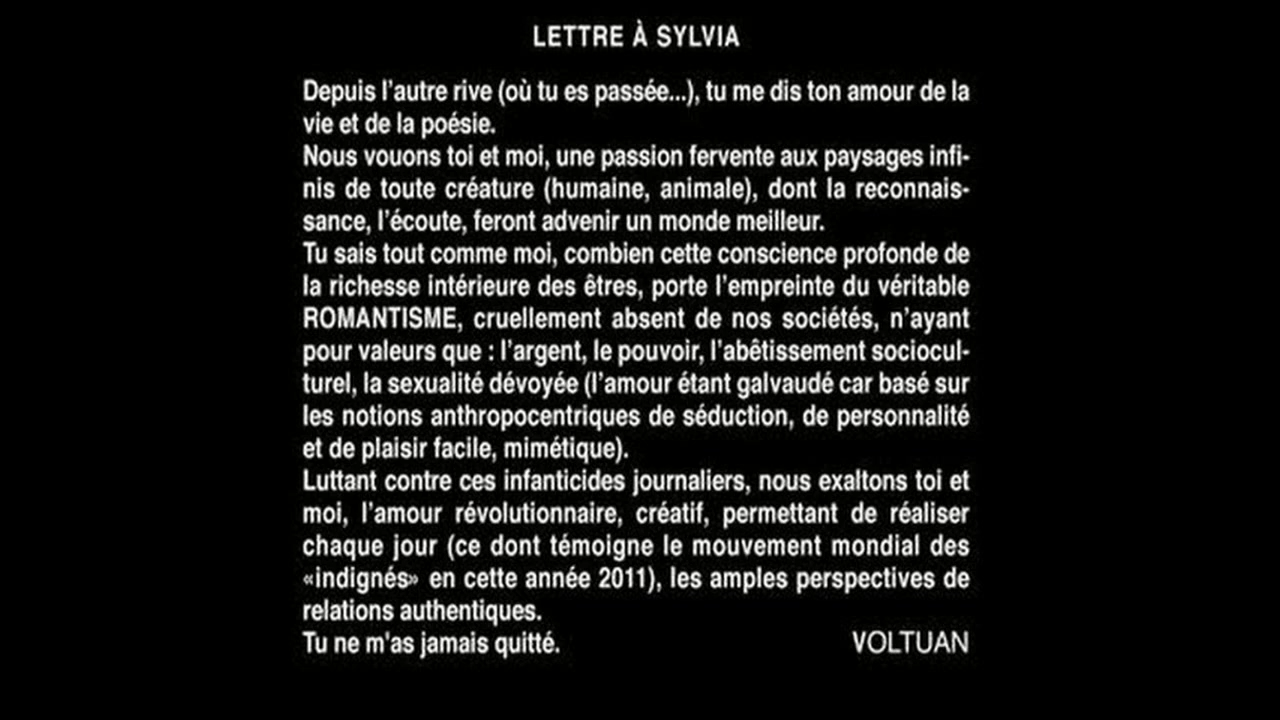 LETTRE À SYLVIA
Depuis l'autre rive (où tu es passée...), tu me dis ton amour de la
vie et de la poésie.
Nous vouons toi et moi, une passion fervente aux paysages infi-
nis de toute créature (humaine, animale), dont la reconnais-
sance, l'écoute, feront advenir un monde meilleur.
Tu sais tout comme moi, combien cette conscience profonde de
la richesse intérieure des êtres, porte l'empreinte du véritable
ROMANTISME, cruellement absent de nos sociétés, n'ayant
pour valeurs que : l'argent, le pouvoir, l'abêtissement sociocul-
turel, la sexualité dévoyée (l'amour étant galvaudé car basé sur
les notions anthropocentriques de séduction, de personnalité
et de plaisir facile, mimétique).
Luttant contre ces infanticides journaliers, nous exaltons toi et
moi, l'amour révolutionnaire, créatif, permettant de réaliser
chaque jour (ce dont témoigne le mouvement mondial des
«indignés» en cette année 2011), les amples perspectives de
relations authentiques.
Tu ne m'as jamais quitté. VOLTUAN